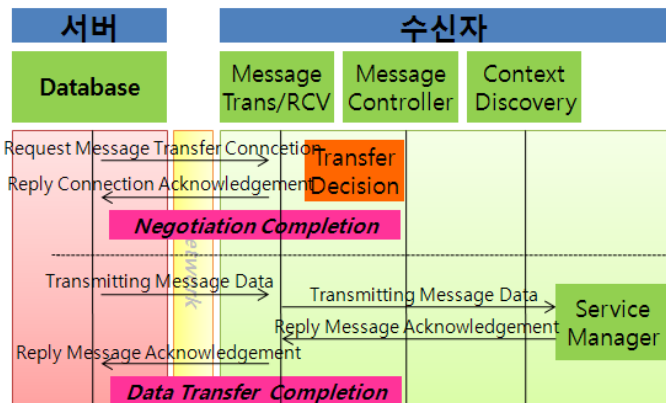 서버
수신자
Database
Message
Trans/RCV
Message
Controller
Context
Discovery
Request Message Transfer Conncetion
Transfer
Decision
Reply Connection Acknowledgement
Negotiation Completion
Transmitting Message Data
Transmitting Message Data
Service
Manager
Reply Message Acknowledgement
Reply Message Acknowledgement
Data Transfer Completion